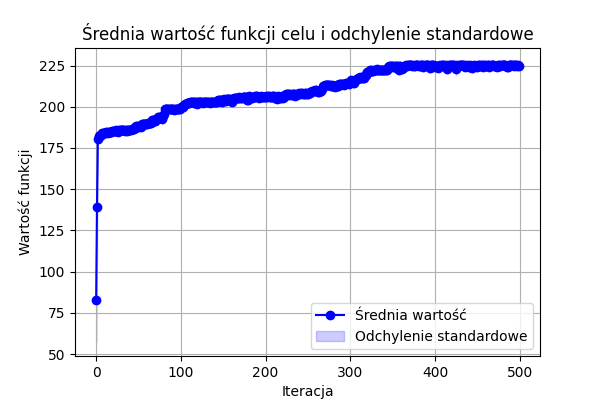 Średnia wartość funkcji celu i odchylenie standardowe
Wartość funkcji
225
200
175
150
125
100
75
50
0 100 200 300 400 500
Iteracja
Średnia wartość
Odchylenie standardowe